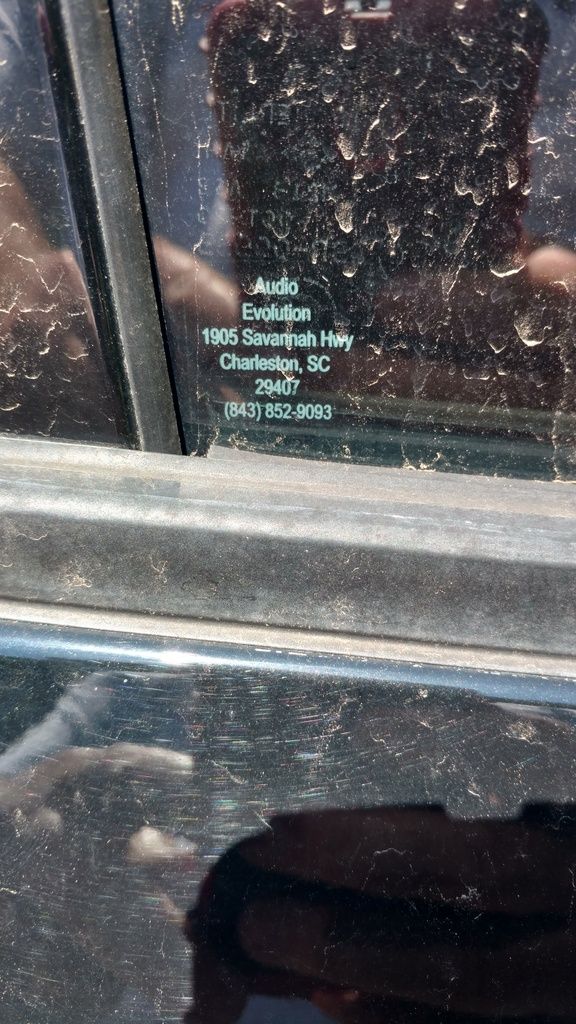 Audio
Evolution
1905 Savannah Hwy
Charleston, SC
29407
(843) 852-9093